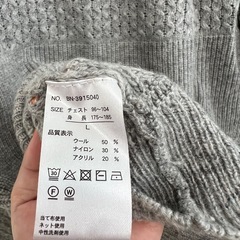 NO. BN-3915040
SIZE チェスト 96~104
身 長 175~185
L
品質表示
ウール 50 %
ナイロン 30 %
アクリル 20 %
30
F
W
当て布使用
ネット使用
中性洗剤使用